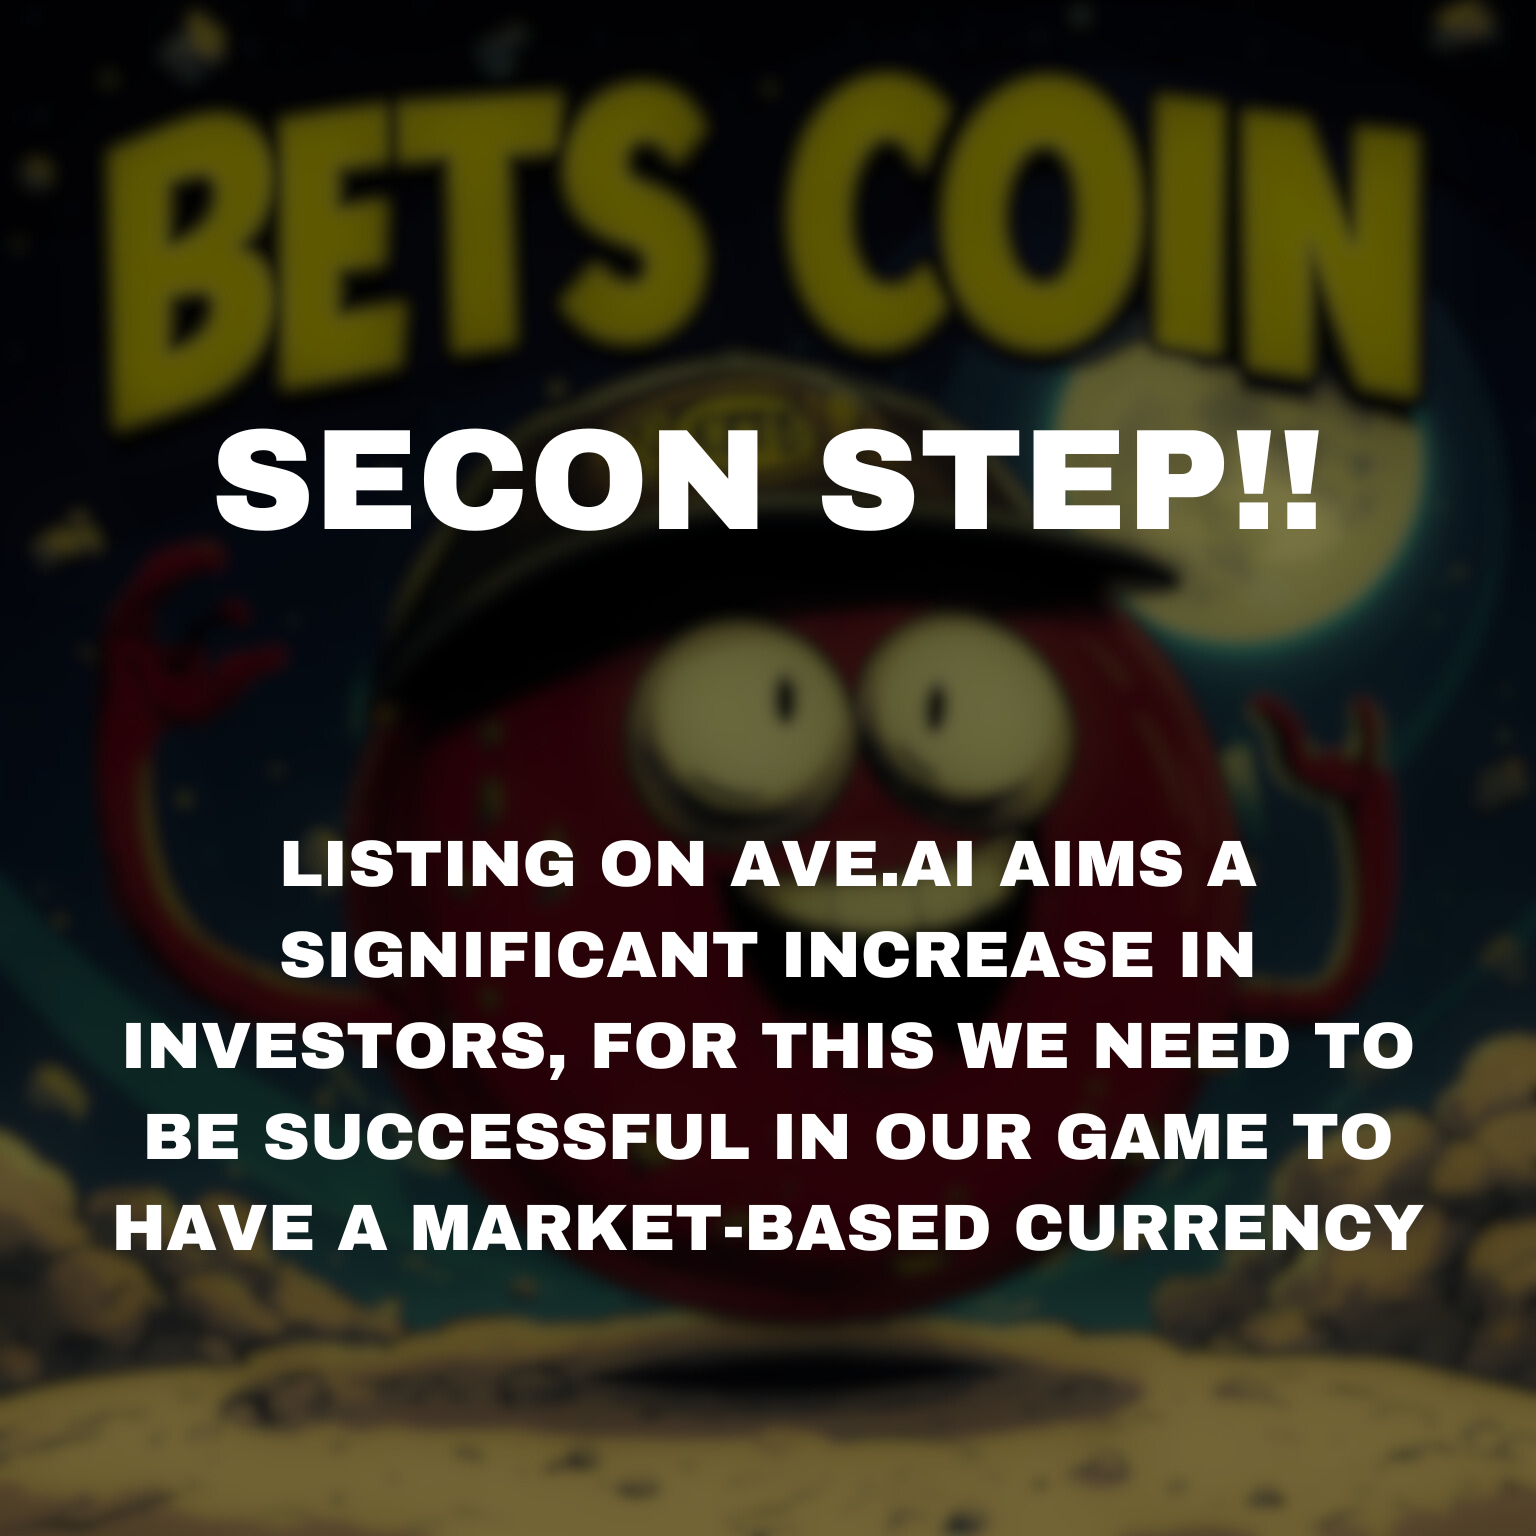 BETS COIN
SECON STEP!!
LISTING ON AVE.AI AIMS A
SIGNIFICANT INCREASE IN
INVESTORS, FOR THIS WE NEED TO
BE SUCCESSFUL IN OUR GAME TO
HAVE A MARKET-BASED CURRENCY